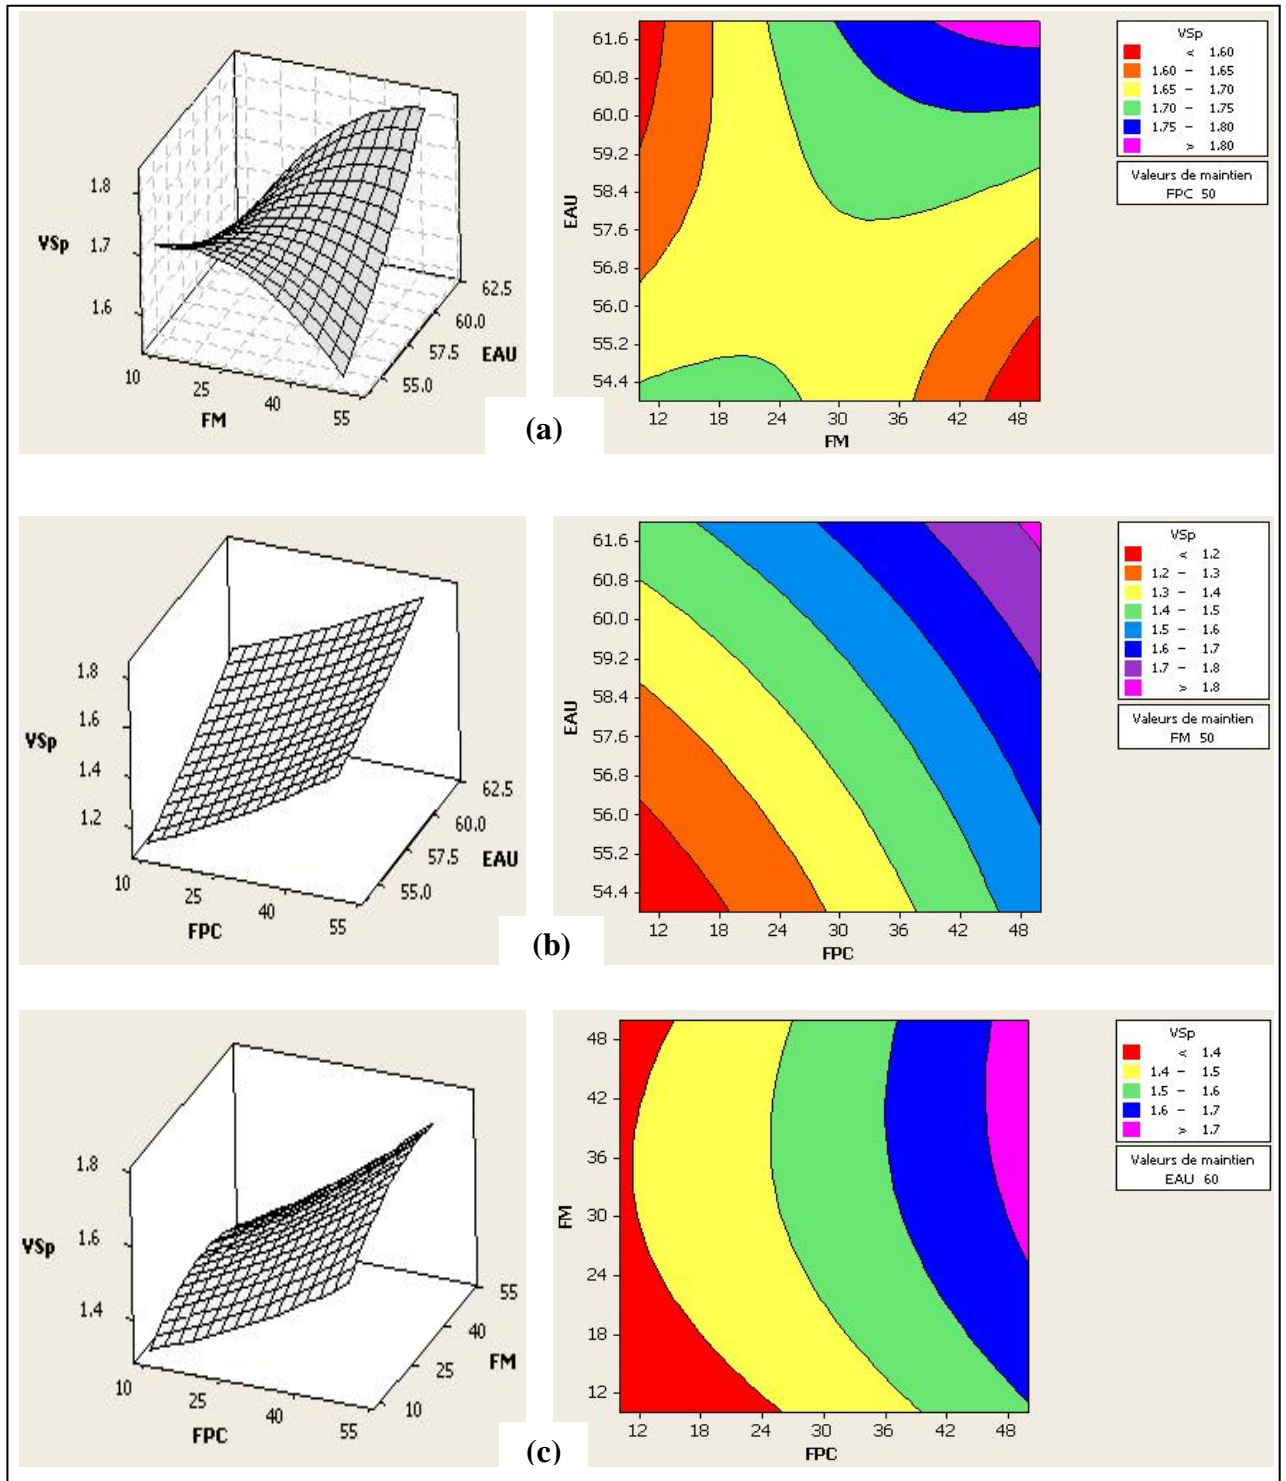 1.8
1.7
1.6
VSp
10
25
40
55
FM
55.0
57.5
60.0
62.5
EAU
61.6
60.8
60.0
59.2
58.4
57.6
56.8
56.0
55.2
54.4
EAU
12 18 24 30 36 42 48
FM
VSp
< 1.60
1.60 – 1.65
1.65 – 1.70
1.70 – 1.75
1.75 – 1.80
> 1.80
Valeurs de maintien
FPC 50
(a)
1.8
1.6
1.4
1.2
VSp
10
25
40
55
FPC
55.0
57.5
60.0
62.5
EAU
61.6
60.8
60.0
59.2
58.4
57.6
56.8
56.0
55.2
54.4
EAU
12 18 24 30 36 42 48
FPC
VSp
< 1.2
1.2 – 1.3
1.3 – 1.4
1.4 – 1.5
1.5 – 1.6
1.6 – 1.7
1.7 – 1.8
> 1.8
Valeurs de maintien
FM 50
(b)
1.8
1.6
1.4
VSp
10
25
40
55
FPC
10
25
40
55
FM
48
42
36
30
24
18
12
FM
12 18 24 30 36 42 48
FPC
VSp
< 1.4
1.4 – 1.5
1.5 – 1.6
1.6 – 1.7
> 1.7
Valeurs de maintien
EAU 60
(c)